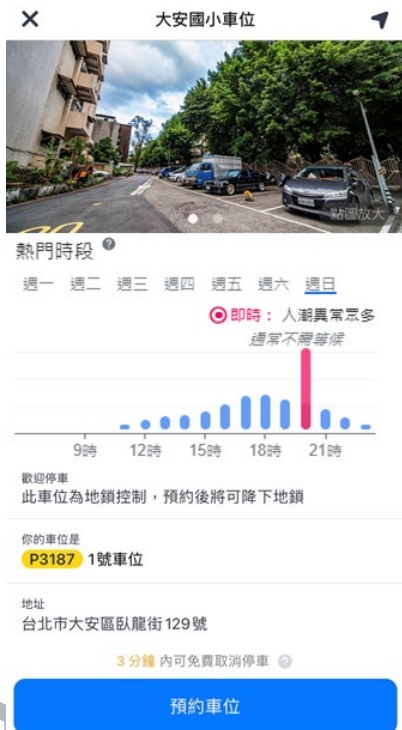 大安國小車位
點圖放大
熱門時段 ?
週一 週二 週三 週四 週五 週六 週日
即時： 人潮異常眾多
通常不需等候
9時 12時 15時 18時 21時
歡迎停車
此車位為地鎖控制，預約後將可降下地鎖
你的車位是
P3187 1號車位
地址
台北市大安區臥龍街129號
3 分鐘 內可免費取消停車 ?
預約車位